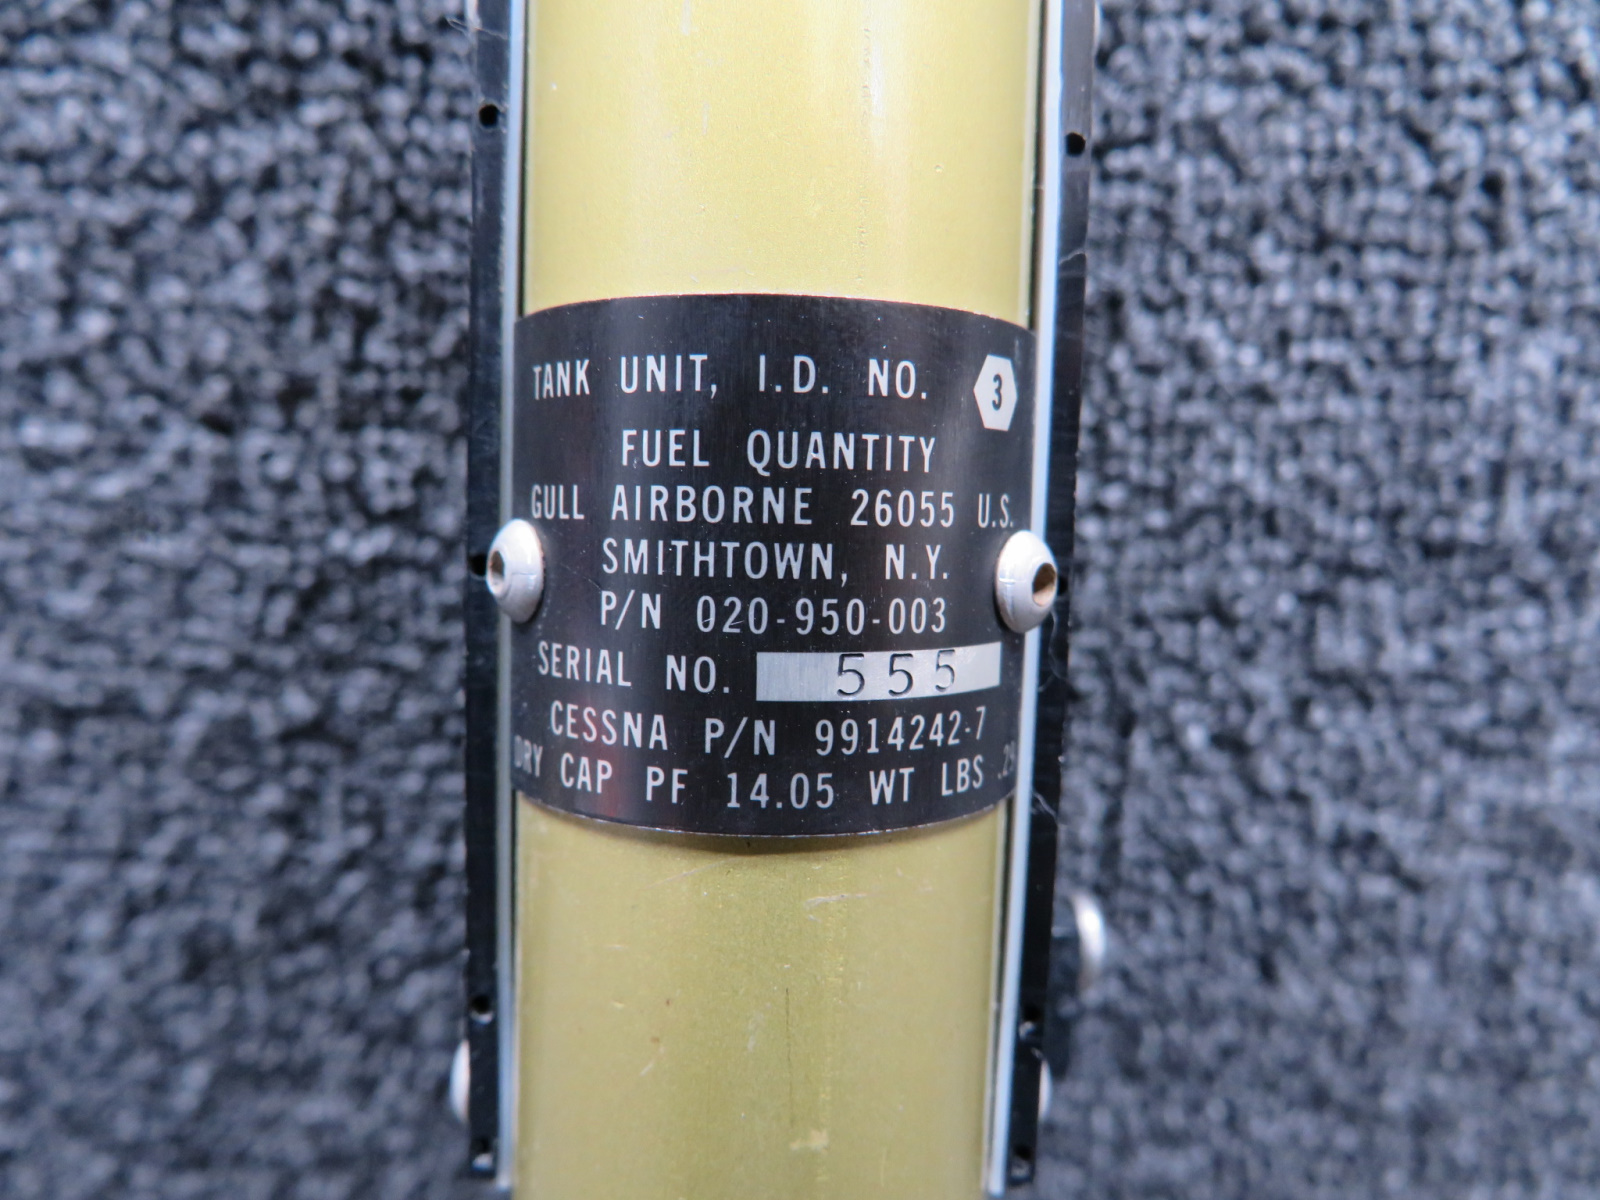 TANK UNIT, I.D. NO. 3
FUEL QUANTITY
GULL AIRBORNE 26055 U.S.
SMITHTOWN, N.Y.
P/N 020-950-003
SERIAL NO. 555
CESSNA P/N 9914242-7
DRY CAP PF 14.05 WT LBS